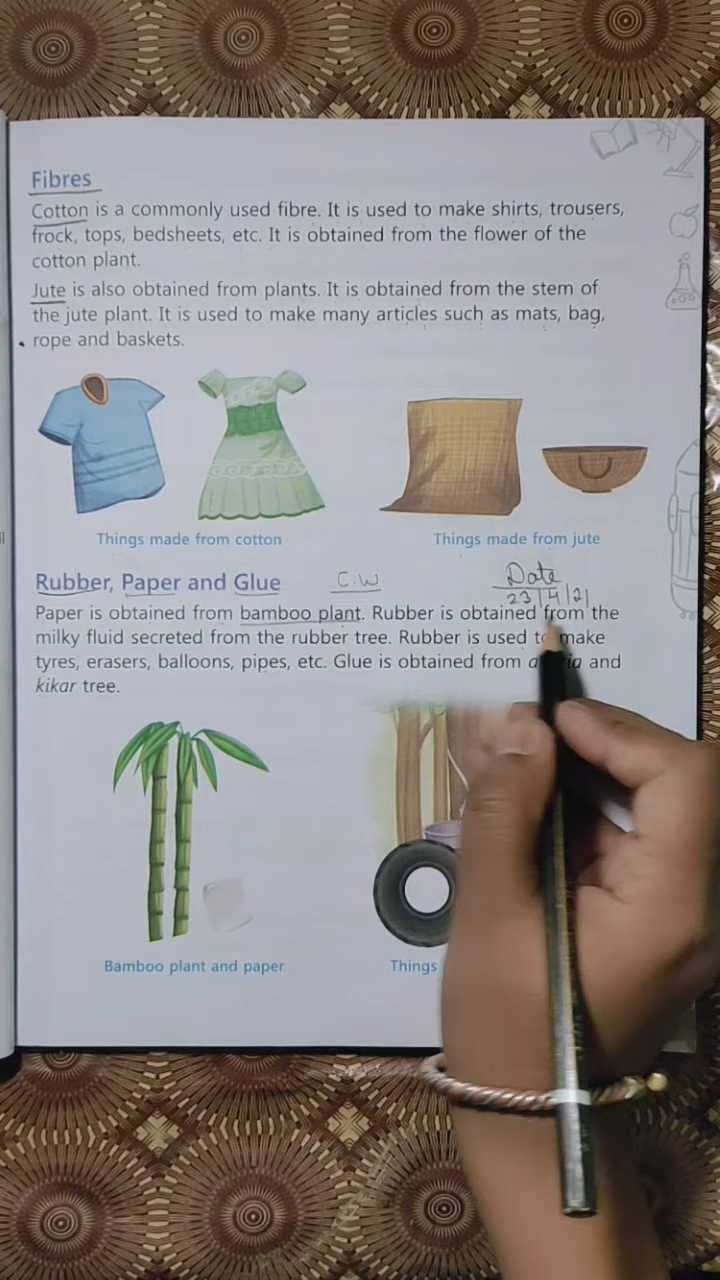 Fibres
Cotton is a commonly used fibre. It is used to make shirts, trousers,
frock, tops, bedsheets, etc. It is obtained from the flower of the
cotton plant.
Jute is also obtained from plants. It is obtained from the stem of
the jute plant. It is used to make many articles such as mats, bag,
rope and baskets.
Things made from cotton
Things made from jute
Rubber, Paper and Glue C.W Date
23/4/21
Paper is obtained from bamboo plant. Rubber is obtained from the
milky fluid secreted from the rubber tree. Rubber is used to make
tyres, erasers, balloons, pipes, etc. Glue is obtained from and
kikar tree.
Bamboo plant and paper
Things